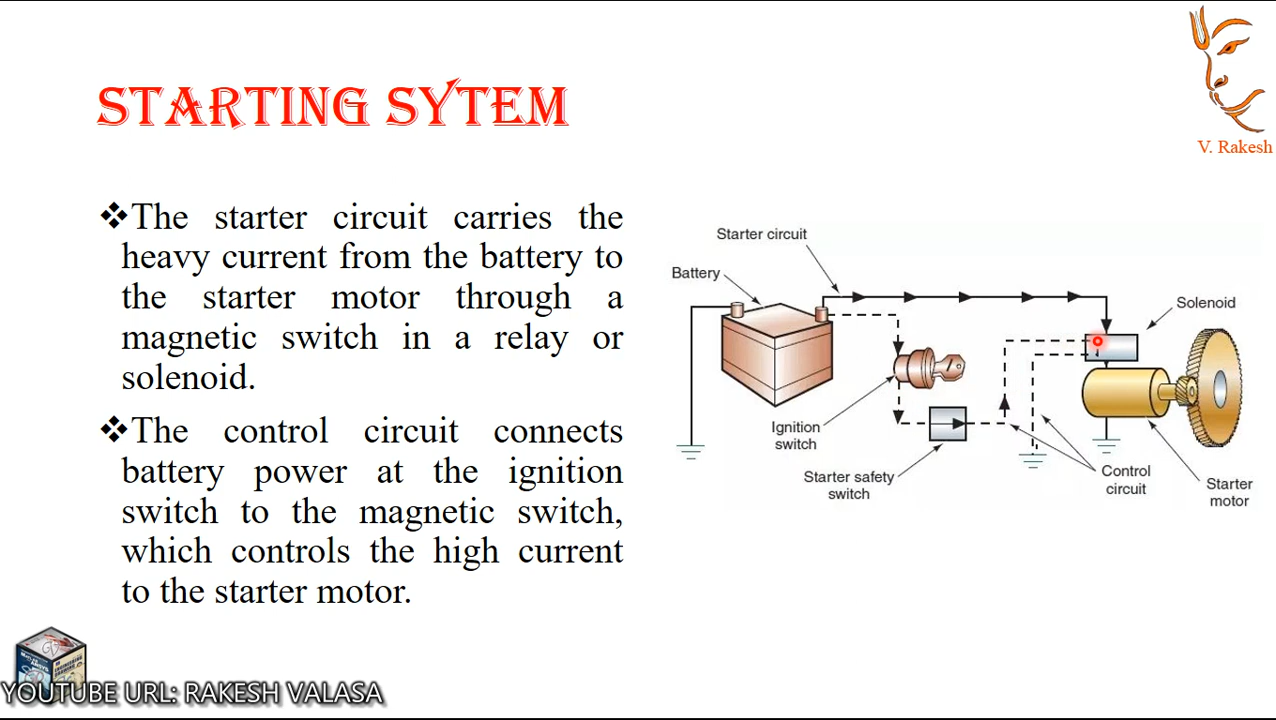 V. Rakesh
STARTING SYTEM
❖The starter circuit carries the
heavy current from the battery to
the starter motor through a
magnetic switch in a relay or
solenoid.
❖The control circuit connects
battery power at the ignition
switch to the magnetic switch,
which controls the high current
to the starter motor.
Starter circuit
Battery
Solenoid
Ignition
switch
Starter safety
switch
Control
circuit
Starter
motor
YOUTUBE URL: RAKESH VALASA